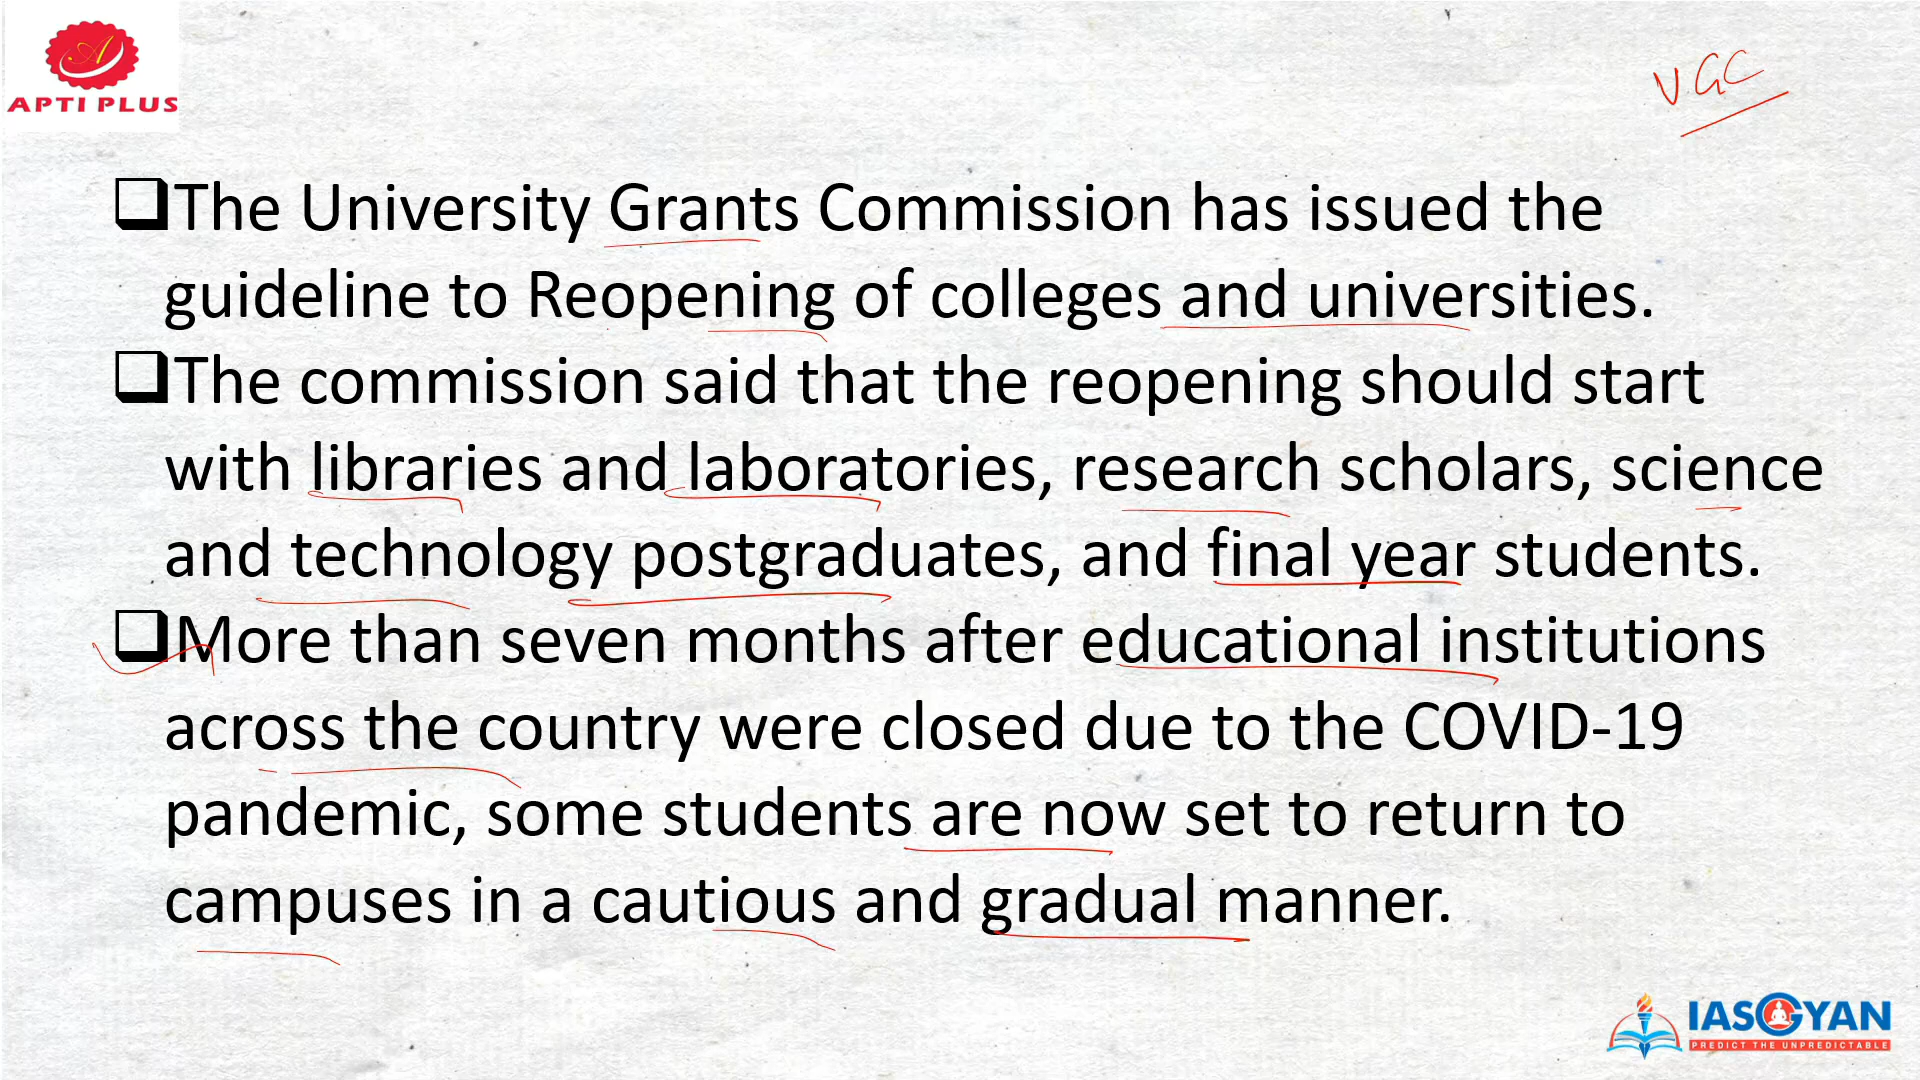 APTI PLUS
UGC
❑The University Grants Commission has issued the
guideline to Reopening of colleges and universities.
❑The commission said that the reopening should start
with libraries and laboratories, research scholars, science
and technology postgraduates, and final year students.
❑More than seven months after educational institutions
across the country were closed due to the COVID-19
pandemic, some students are now set to return to
campuses in a cautious and gradual manner.
IASGYAN
PREDICT THE UNPREDICTABLE